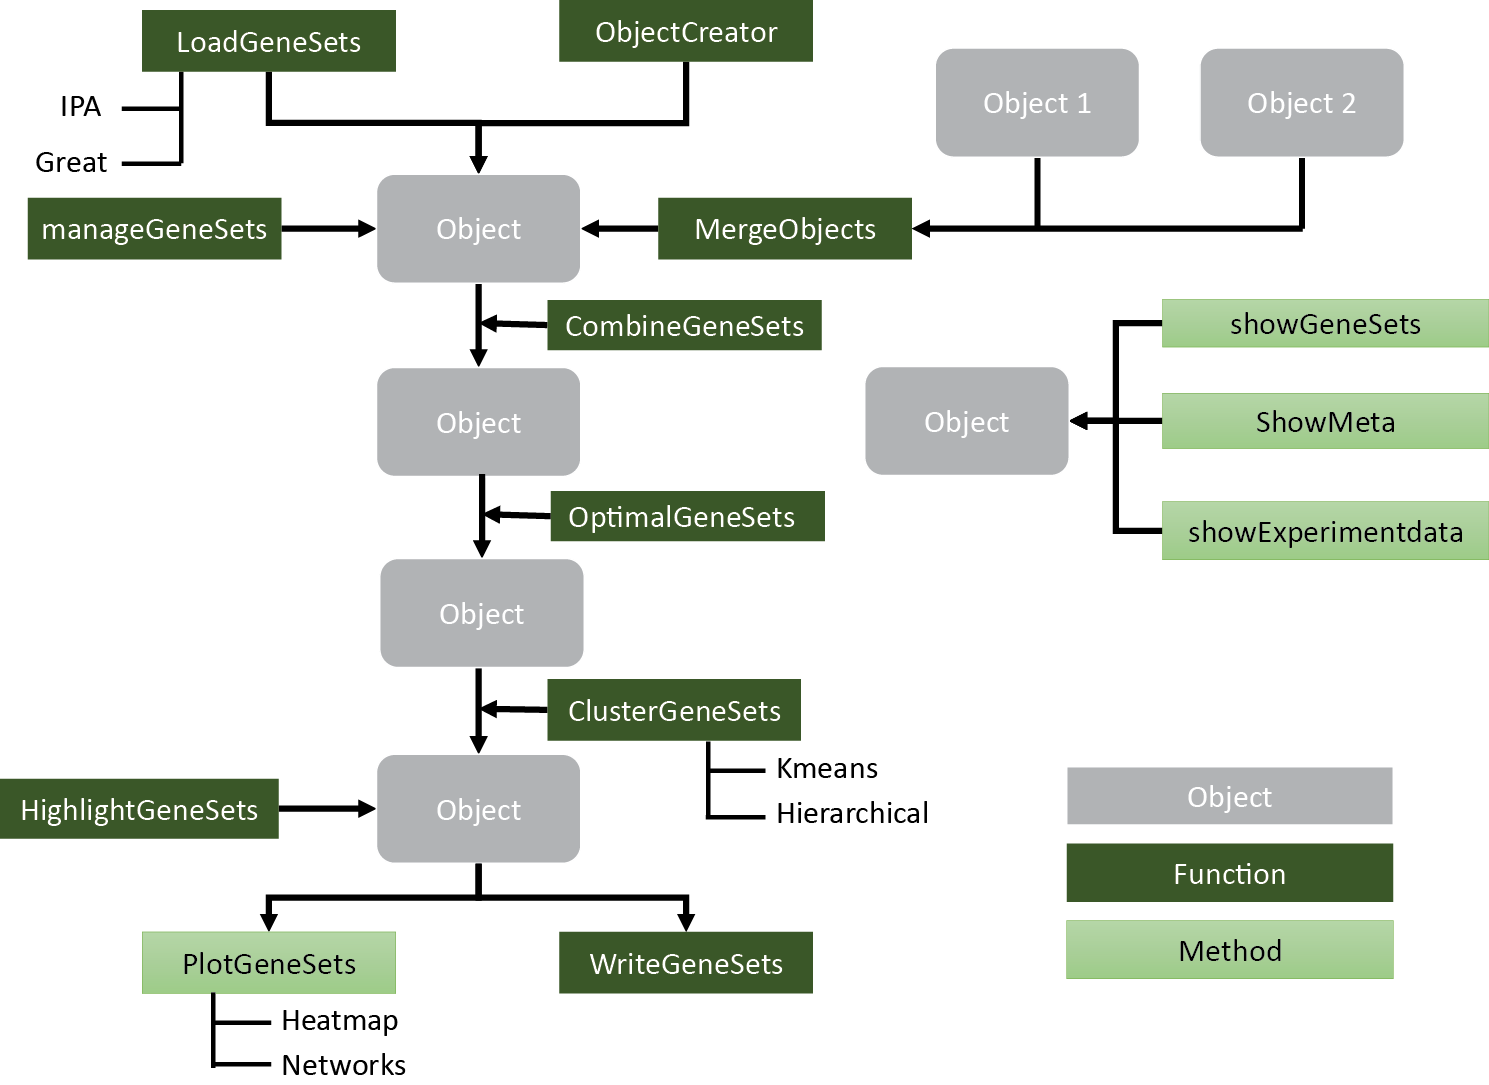 LoadGeneSets
ObjectCreator
Object 1
Object 2
IPA
Great
manageGeneSets
Object
MergeObjects
CombineGeneSets
showGeneSets
Object
Object
ShowMeta
OptimalGeneSets
showExperimentdata
Object
ClusterGeneSets
Kmeans
Hierarchical
HighlightGeneSets
Object
Object
Function
Method
PlotGeneSets
WriteGeneSets
Heatmap
Networks